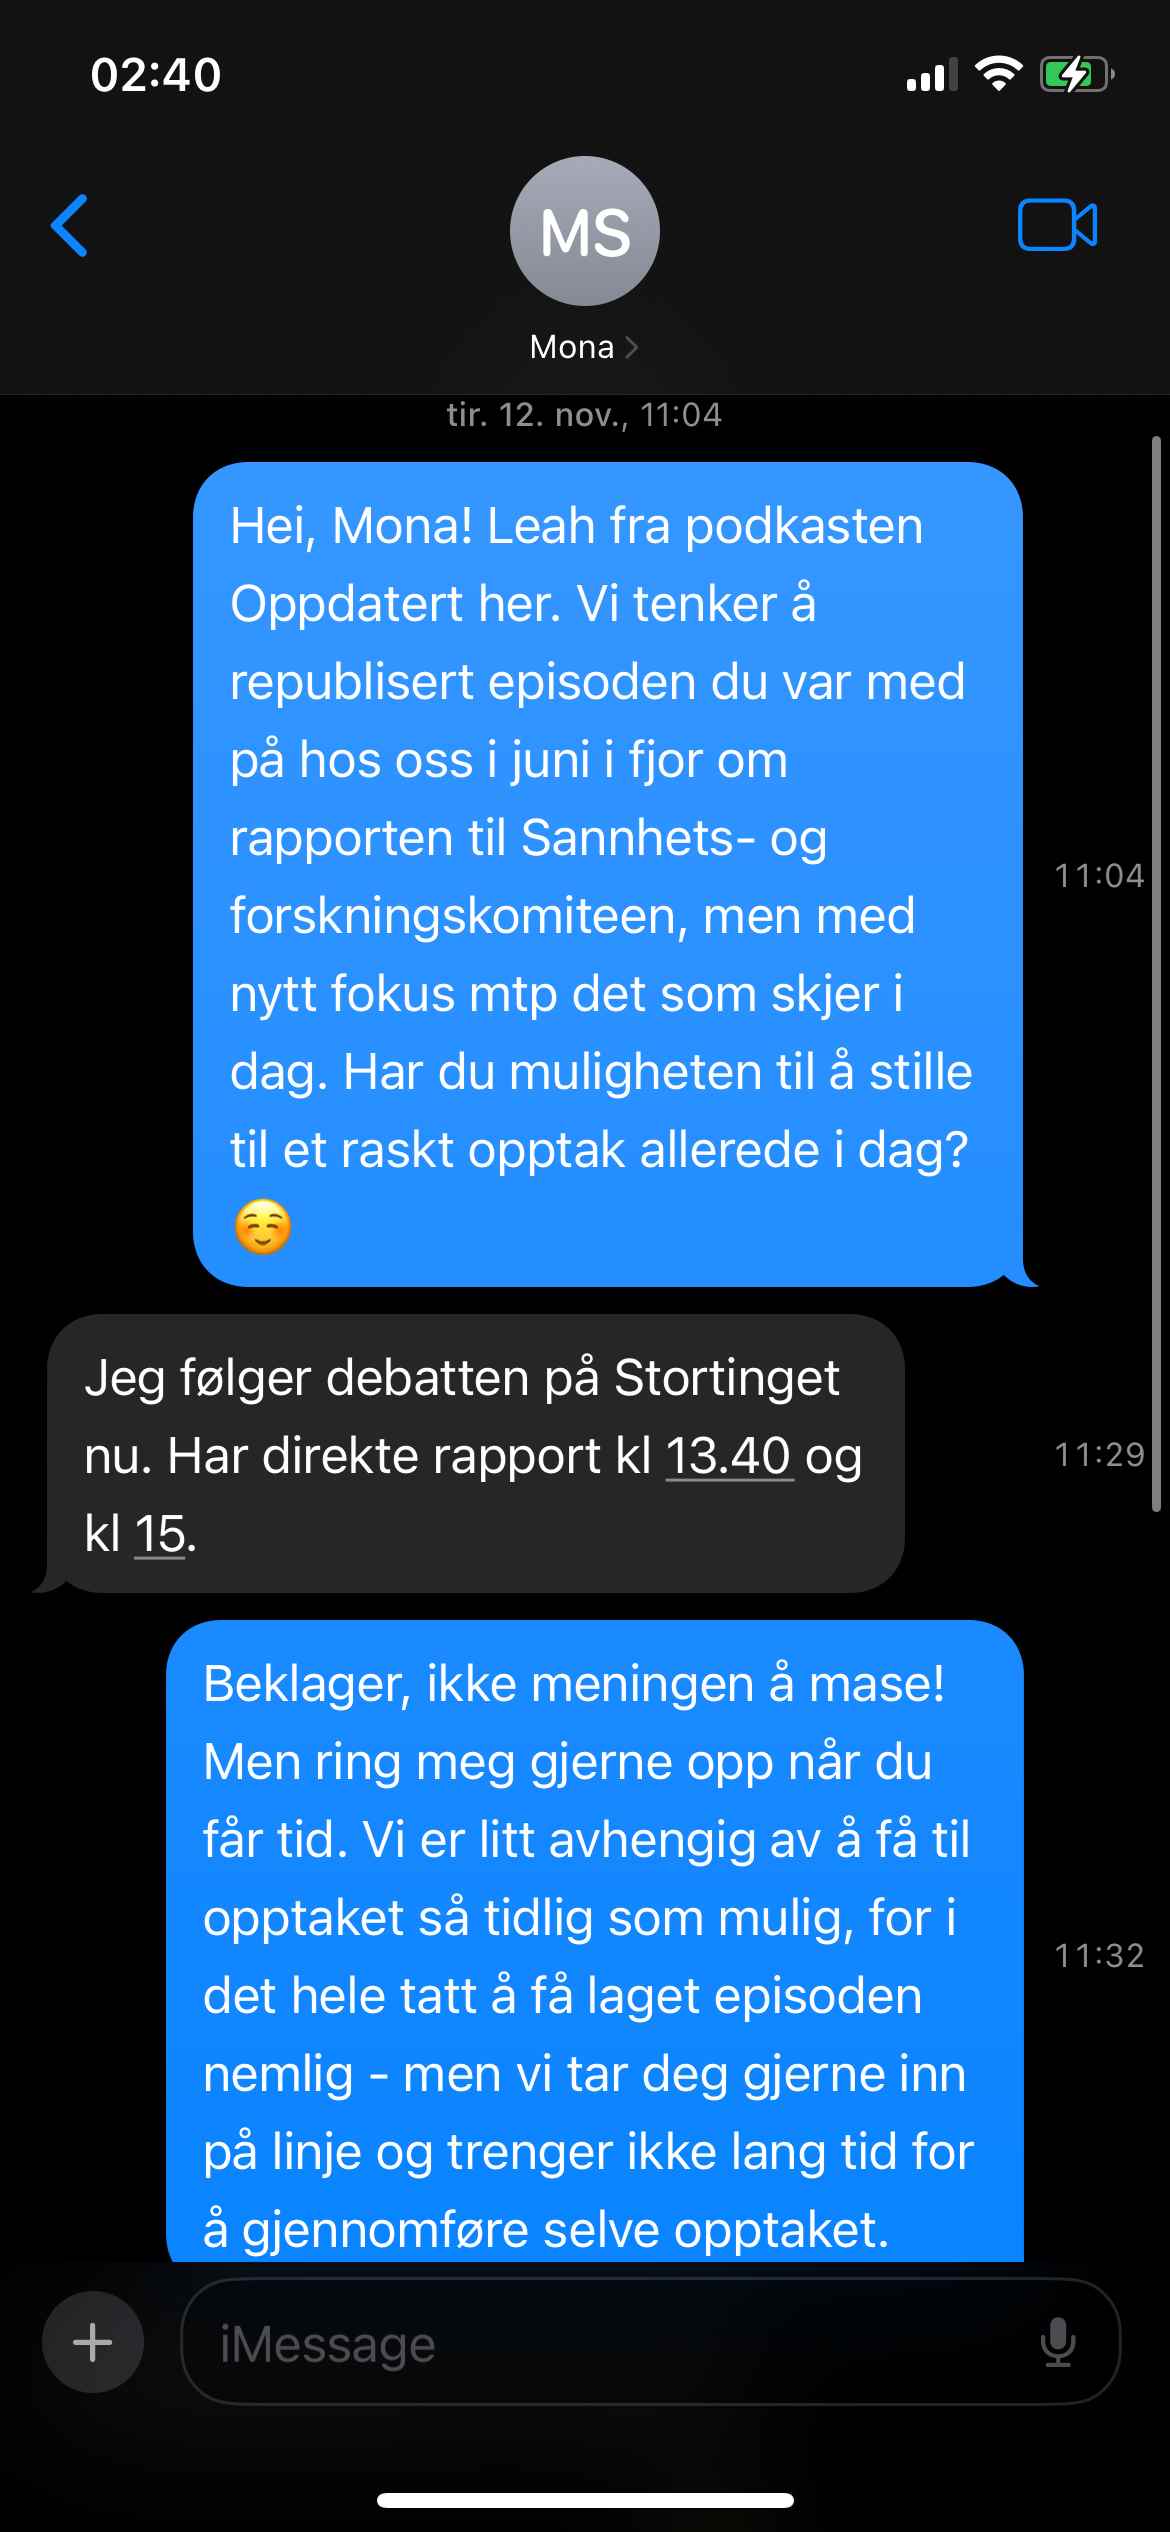 02:40
MS
Mona
tir. 12. nov., 11:04
Hei, Mona! Leah fra podkasten
Oppdatert her. Vi tenker å
republisert episoden du var med
på hos oss i juni i fjor om
rapporten til Sannhets- og
forskningskomiteen, men med
nytt fokus mtp det som skjer i
dag. Har du muligheten til å stille
til et raskt opptak allerede i dag?
☺️
11:04
Jeg følger debatten på Stortinget
nu. Har direkte rapport kl 13.40 og
kl 15.
11:29
Beklager, ikke meningen å mase!
Men ring meg gjerne opp når du
får tid. Vi er litt avhengig av å få til
opptaket så tidlig som mulig, for i
det hele tatt å få laget episoden
nemlig - men vi tar deg gjerne inn
på linje og trenger ikke lang tid for
å gjennomføre selve opptaket.
11:32
iMessage